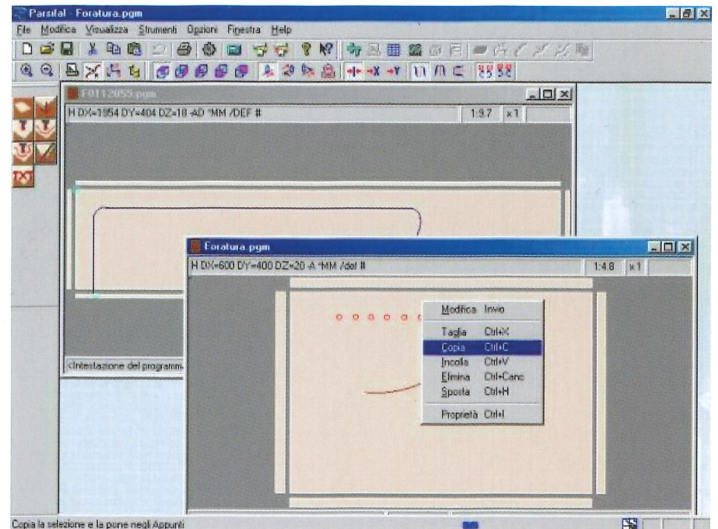 Parsifal - Foratura.pgm
File Modifica Visualizza Strumenti Opzioni Finestra Help
F0112055.pgm
H DX=1954 DY=404 DZ=18 -AD *MM /DEF #
1:9.7 x 1
Foratura.pgm
H DX=600 DY=400 DZ=20 -A *MM /def #
1:4.8 x 1
Modifica Invio
Taglia Ctrl+X
Copia Ctrl+C
Incolla Ctrl+V
Elimina Ctrl+Canc
Sposta Ctrl+H
Proprietà Ctrl+I
<Intestazione del programm
TXT
Copia la selezione e la pone negli Appunti